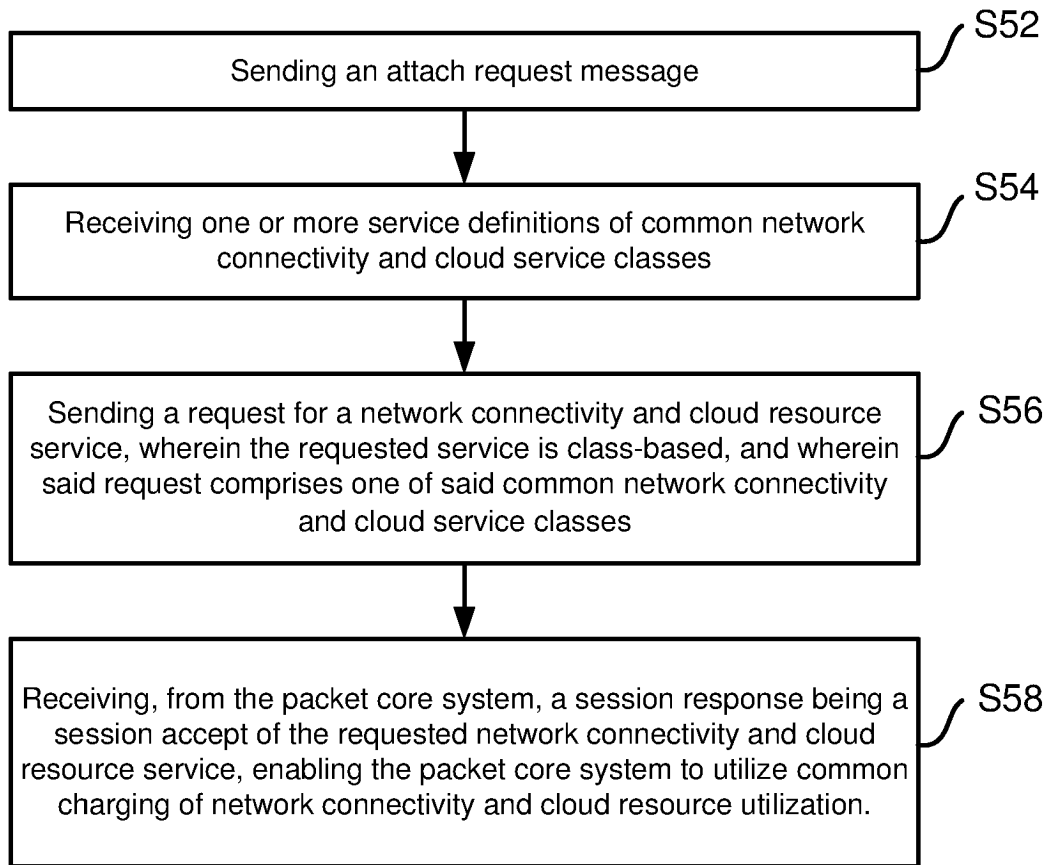 S52
Sending an attach request message
S54
Receiving one or more service definitions of common network
connectivity and cloud service classes
S56
Sending a request for a network connectivity and cloud resource
service, wherein the requested service is class-based, and wherein
said request comprises one of said common network connectivity
and cloud service classes
S58
Receiving, from the packet core system, a session response being a
session accept of the requested network connectivity and cloud
resource service, enabling the packet core system to utilize common
charging of network connectivity and cloud resource utilization.